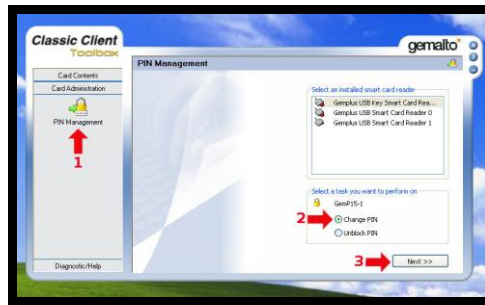 Classic Client
Toolbox
gemalto
PIN Management
Card Contents
Card Administration
PIN Management
1
Select an installed smart card reader
Gemplus USB Key Smart Card Rea...
Gemplus USB Smart Card Reader 0
Gemplus USB Smart Card Reader 1
Select a task you want to perform on
GemP15-1
2
Change PIN
Unblock PIN
3
Next >>
Diagnostic/Help